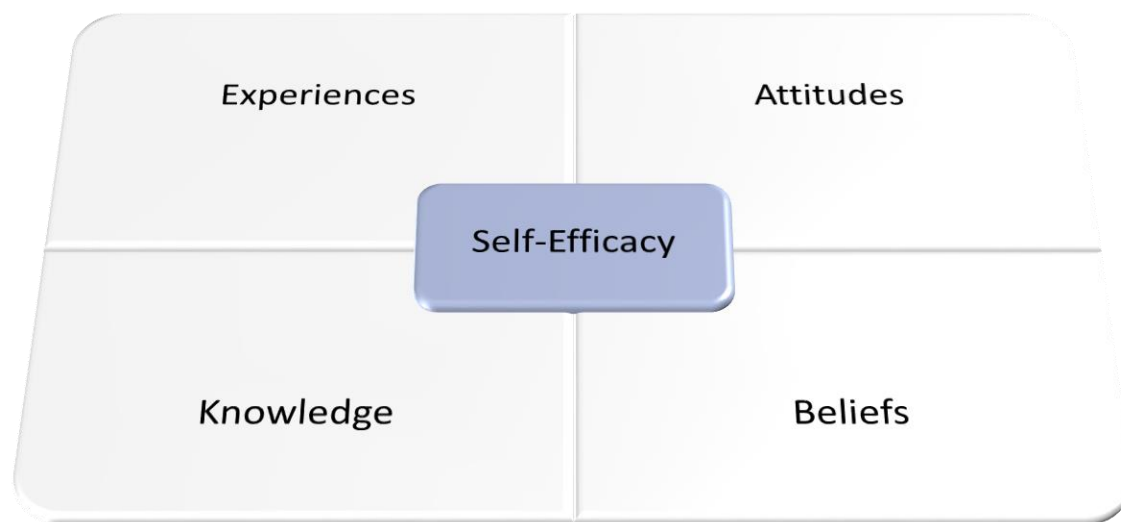 Experiences
Attitudes
Self-Efficacy
Knowledge
Beliefs